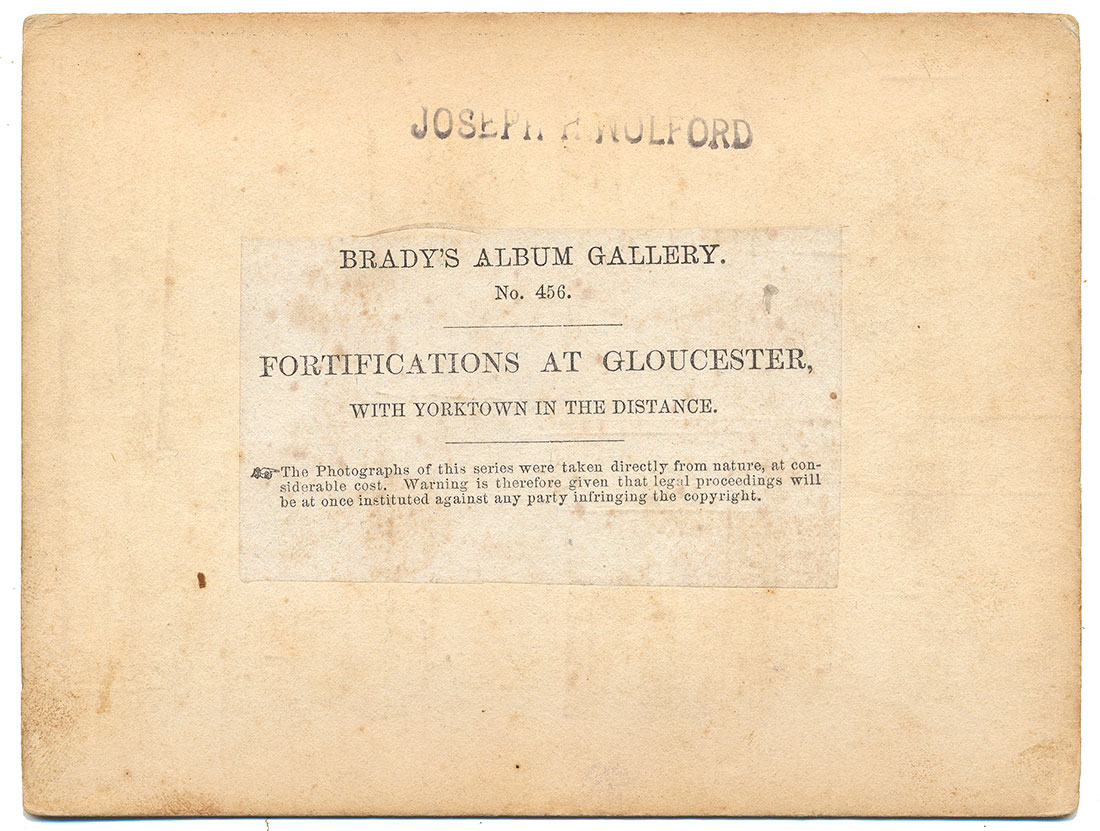 JOSEPH H WOLFORD
BRADY'S ALBUM GALLERY.
No. 456.
FORTIFICATIONS AT GLOUCESTER,
WITH YORKTOWN IN THE DISTANCE.
☞The Photographs of this series were taken directly from nature, at con-
siderable cost. Warning is therefore given that legal proceedings will
be at once instituted against any party infringing the copyright.